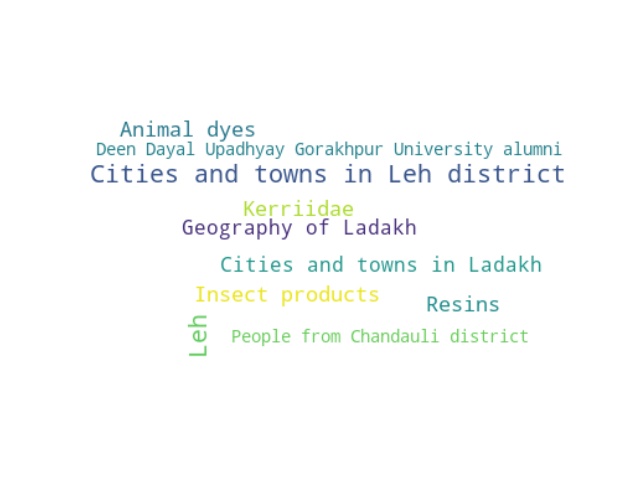 Animal dyes
Deen Dayal Upadhyay Gorakhpur University alumni
Cities and towns in Leh district
Kerriidae
Geography of Ladakh
Cities and towns in Ladakh
Insect products
Resins
Leh
People from Chandauli district